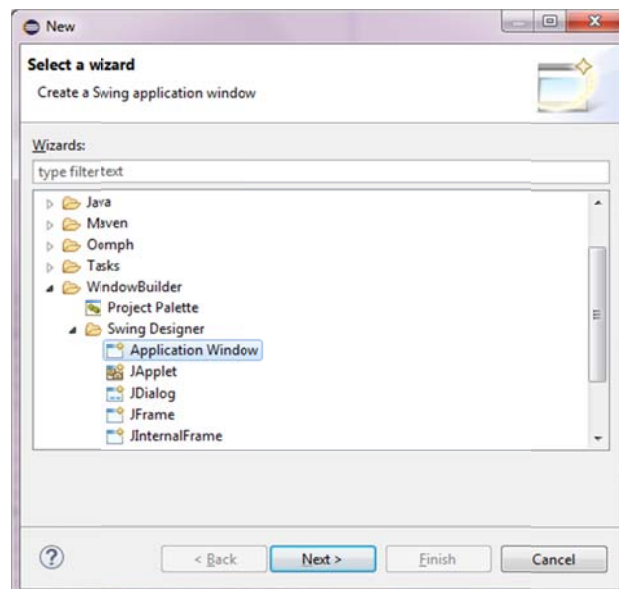 New
Select a wizard
Create a Swing application window
Wizards:
type filter text
Java
Maven
Oomph
Tasks
WindowBuilder
Project Palette
Swing Designer
Application Window
JApplet
JDialog
JFrame
JInternalFrame
?
< Back
Next >
Finish
Cancel